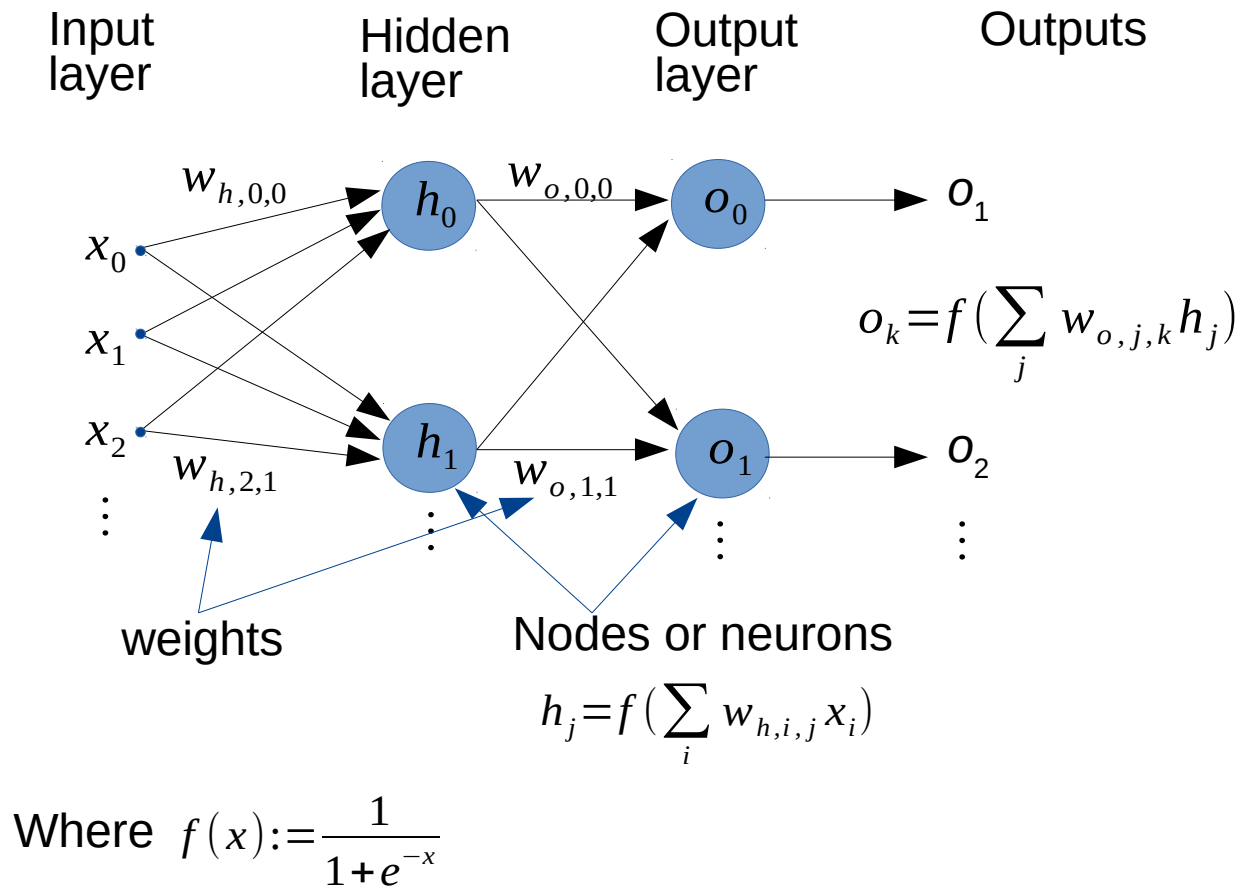 Input
layer
Hidden
layer
Output
layer
Outputs
w_{h,0,0}
w_{o,0,0}
h_0
o_0
o_1
x_0
x_1
o_k=f(∑_j w_{o,j,k} h_j)
x_2
h_1
o_1
o_2
w_{h,2,1}
w_{o,1,1}
⋮ ⋮ ⋮ ⋮
weights
Nodes or neurons
h_j=f(∑_i w_{h,i,j} x_i)
Where f(x):=\frac{1}{1+e^{-x}}